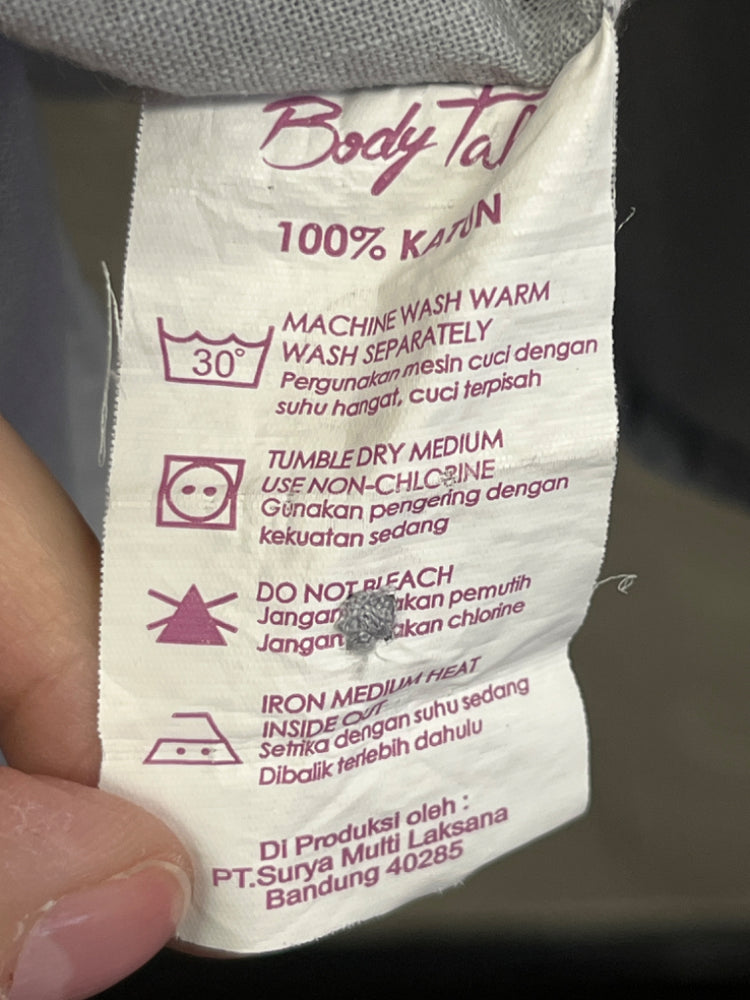 Body Tal
100% KATUN
30°
MACHINE WASH WARM
WASH SEPARATELY
Pergunakan mesin cuci dengan
suhu hangat, cuci terpisah
TUMBLE DRY MEDIUM
USE NON-CHLORINE
Gunakan pengering dengan
kekuatan sedang
DO NOT BLEACH
Jangan pemutih
Jangan chlorine
IRON MEDIUM HEAT
INSIDE OUT
Setrika dengan suhu sedang
Dibalik terlebih dahulu
Di Produksi oleh :
PT.Surya Multi Laksana
Bandung 40285